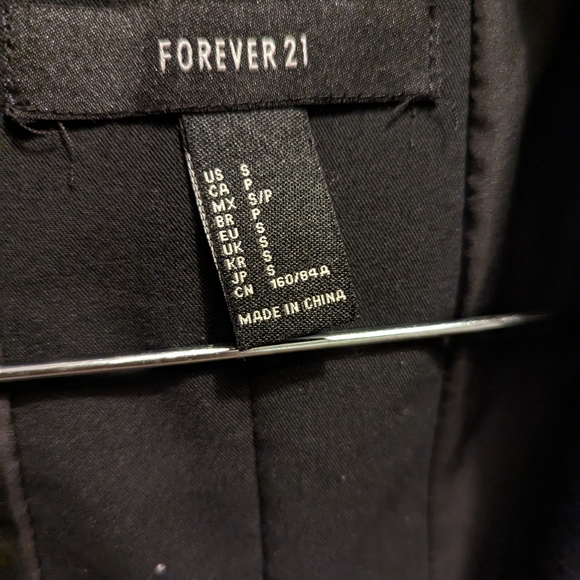 FOREVER 21
US S
CA P
MX S/P
BR P
EU S
UK S
KR S
JP S
CN 160/84A
MADE IN CHINA